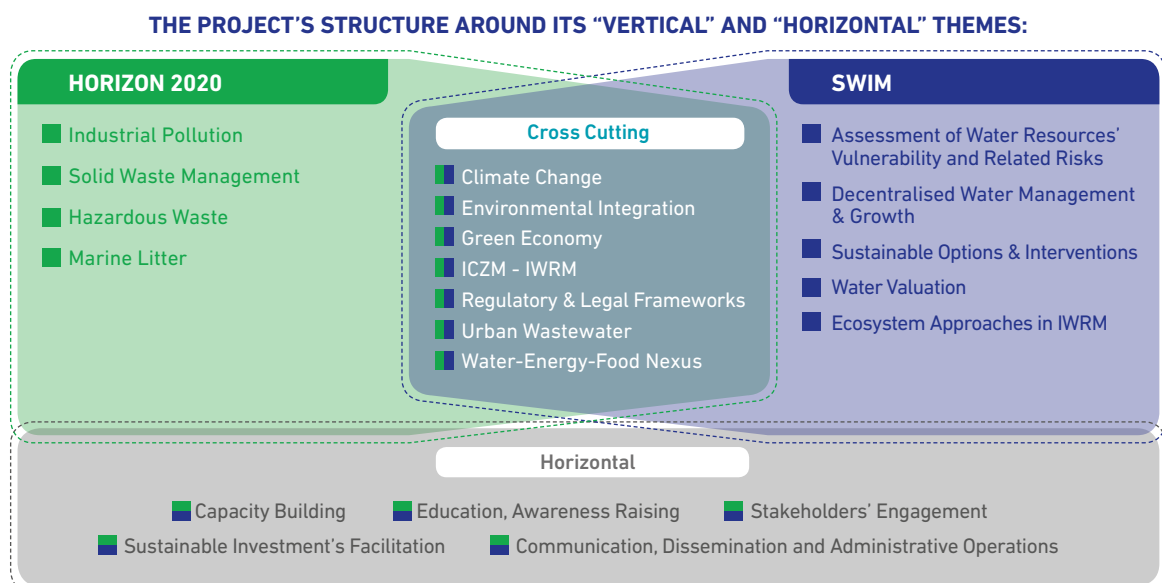 THE PROJECT’S STRUCTURE AROUND ITS “VERTICAL” AND “HORIZONTAL” THEMES:
HORIZON 2020
Industrial Pollution
Solid Waste Management
Hazardous Waste
Marine Litter
Cross Cutting
Climate Change
Environmental Integration
Green Economy
ICZM - IWRM
Regulatory & Legal Frameworks
Urban Wastewater
Water-Energy-Food Nexus
SWIM
Assessment of Water Resources’
Vulnerability and Related Risks
Decentralised Water Management
& Growth
Sustainable Options & Interventions
Water Valuation
Ecosystem Approaches in IWRM
Horizontal
Capacity Building
Education, Awareness Raising
Stakeholders’ Engagement
Sustainable Investment’s Facilitation
Communication, Dissemination and Administrative Operations